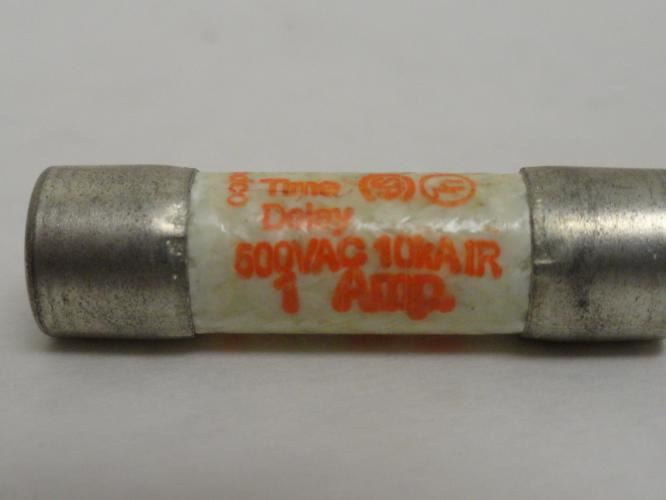 Time
Delay
500VAC 10kAIR
1 Amp.